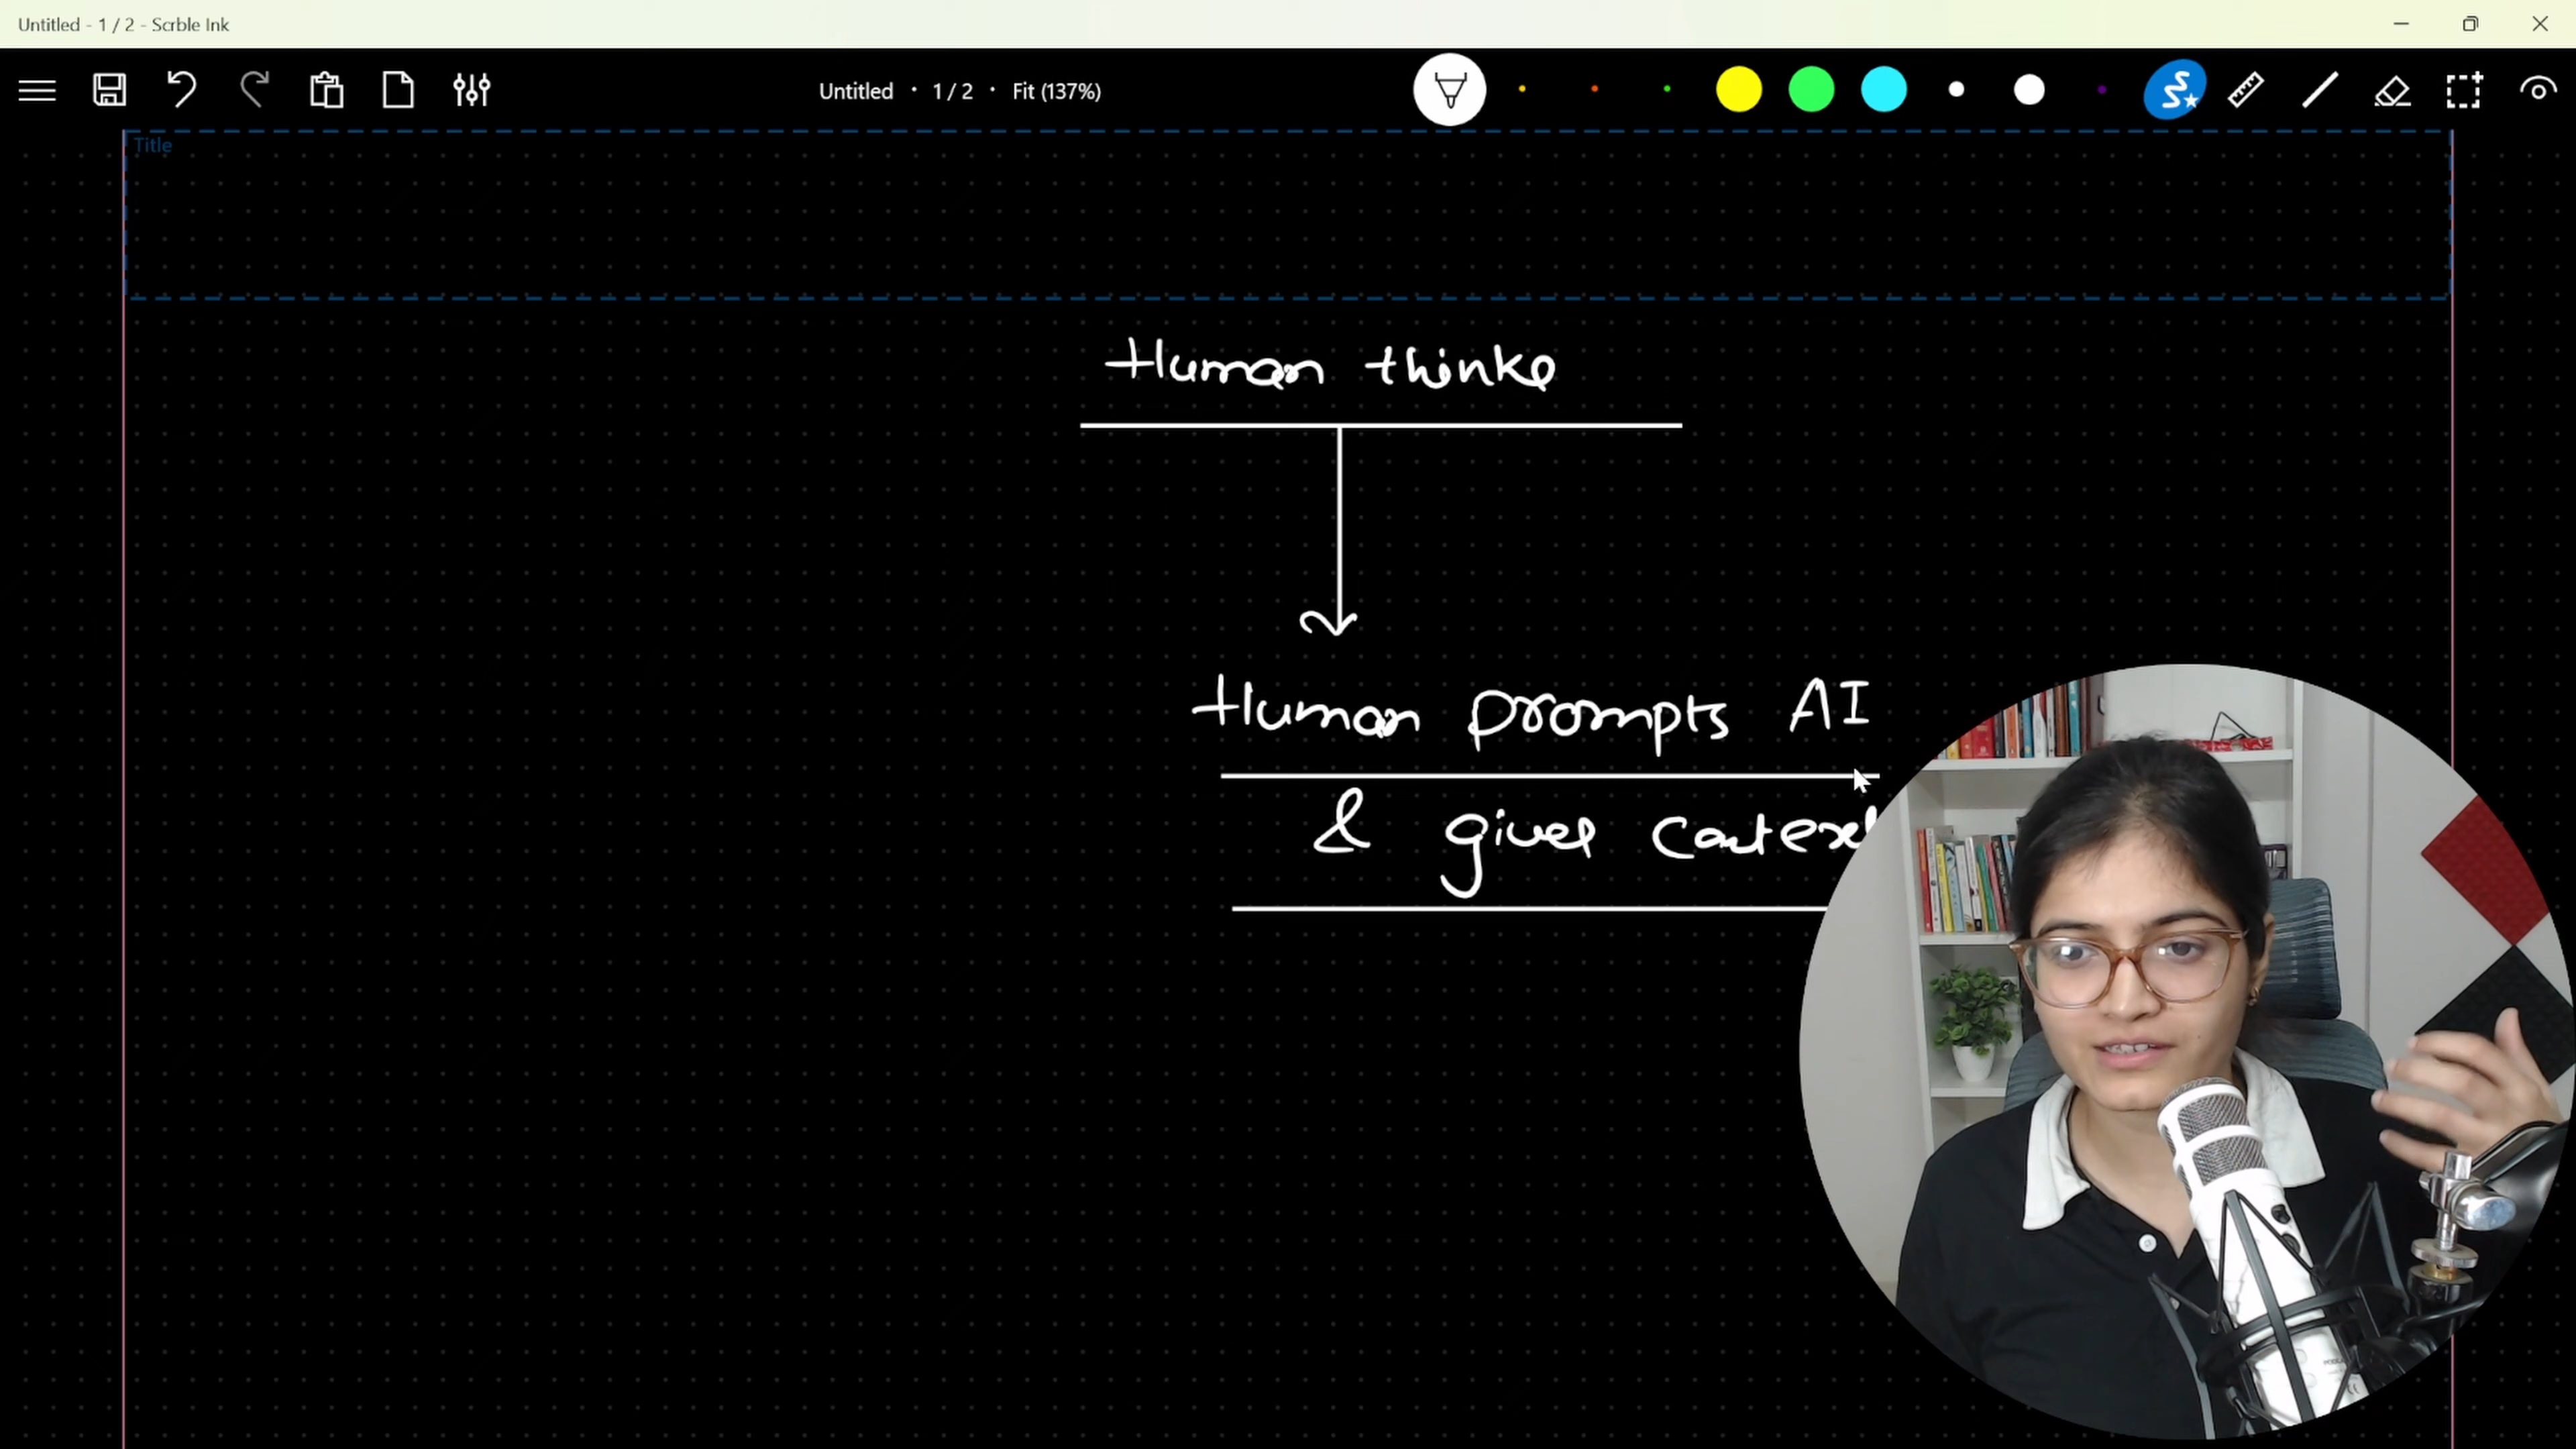 Untitled - 1 / 2 - Scrble Ink
Untitled • 1 / 2 • Fit (137%)
Title
Human thinks
Human prompts AI
& gives context